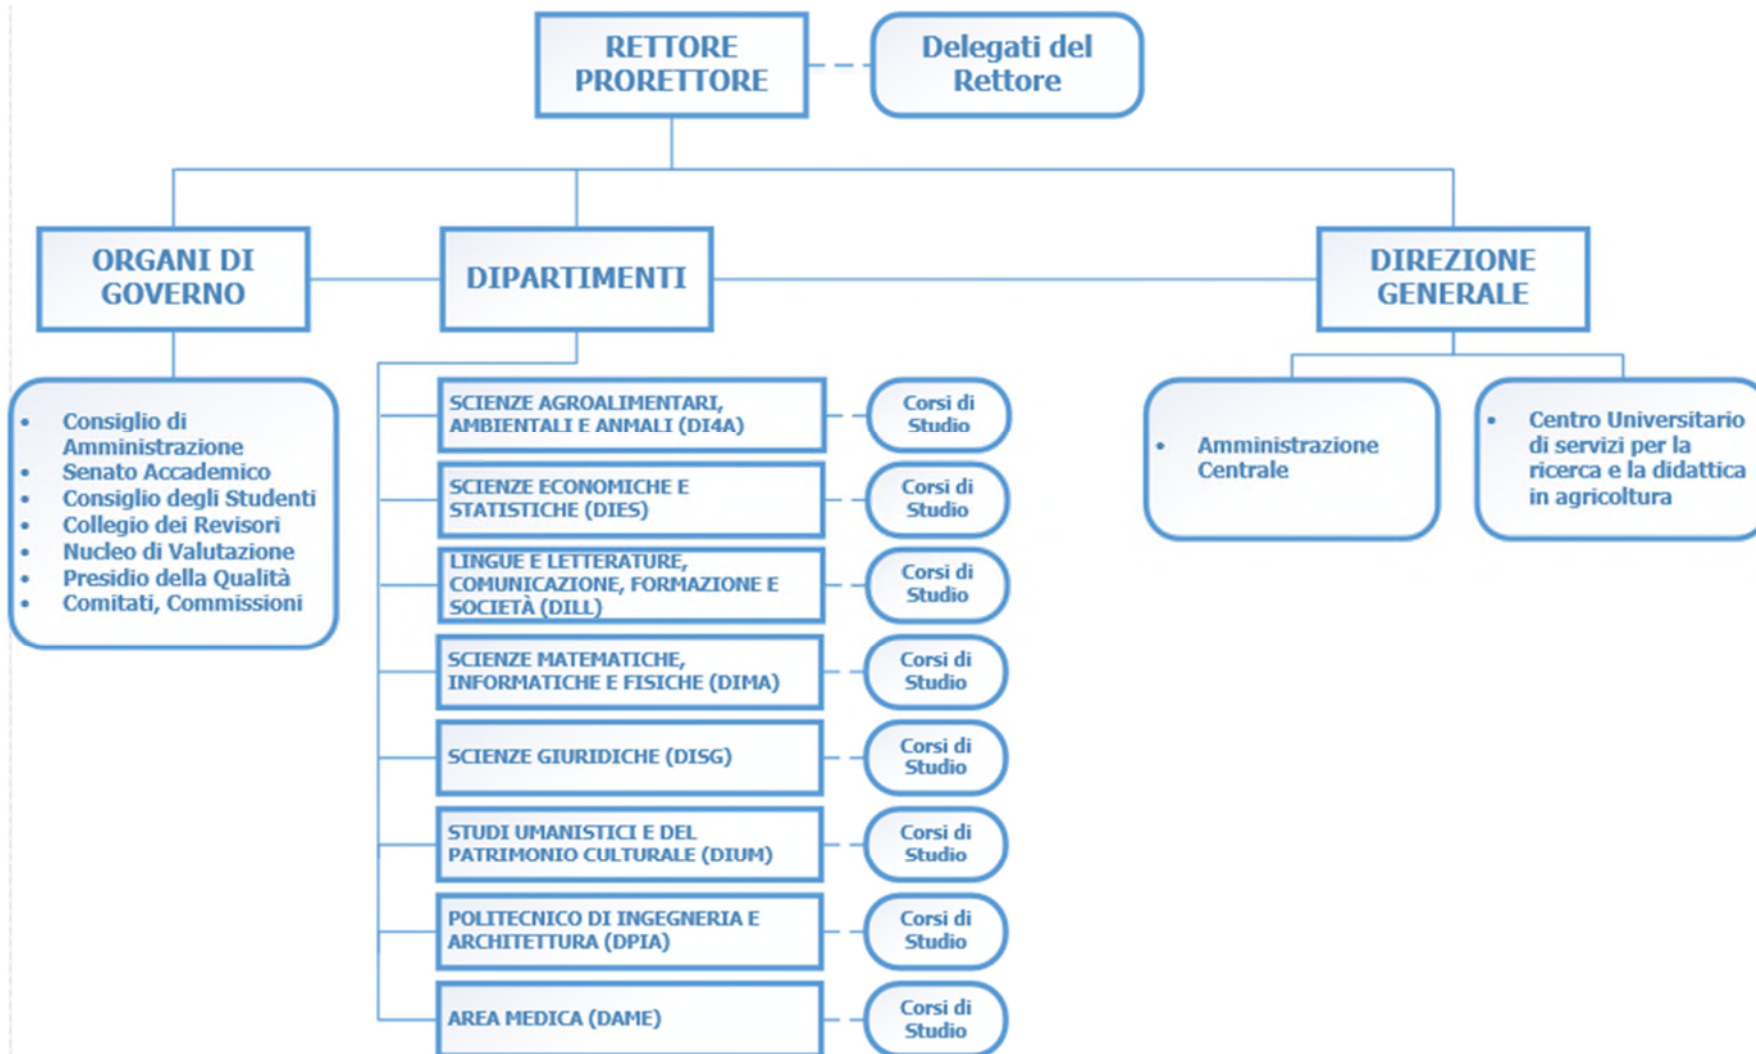 RETTORE
PRORETTORE
Delegati del
Rettore
ORGANI DI
GOVERNO
DIPARTIMENTI
DIREZIONE
GENERALE
• Consiglio di
Amministrazione
• Senato Accademico
• Consiglio degli Studenti
• Collegio dei Revisori
• Nucleo di Valutazione
• Presidio della Qualità
• Comitati, Commissioni
SCIENZE AGROALIMENTARI,
AMBIENTALI E ANMALI (DI4A)
Corsi di
Studio
SCIENZE ECONOMICHE E
STATISTICHE (DIES)
Corsi di
Studio
LINGUE E LETTERATURE,
COMUNICAZIONE, FORMAZIONE E
SOCIETÀ (DILL)
Corsi di
Studio
SCIENZE MATEMATICHE,
INFORMATICHE E FISICHE (DIMA)
Corsi di
Studio
SCIENZE GIURIDICHE (DISG)
Corsi di
Studio
STUDI UMANISTICI E DEL
PATRIMONIO CULTURALE (DIUM)
Corsi di
Studio
POLITECNICO DI INGEGNERIA E
ARCHITETTURA (DPIA)
Corsi di
Studio
AREA MEDICA (DAME)
Corsi di
Studio
• Amministrazione
Centrale
• Centro Universitario
di servizi per la
ricerca e la didattica
in agricoltura